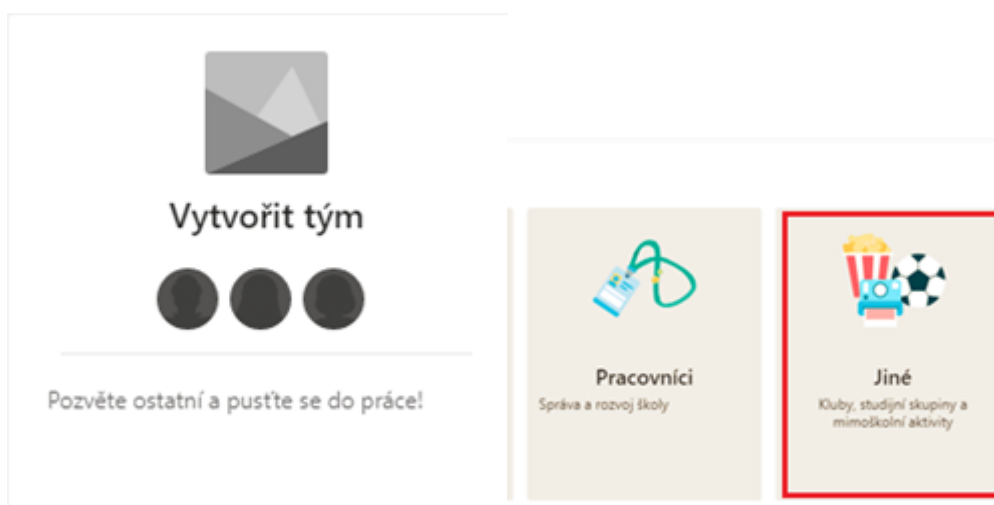 Vytvořit tým
Pozvěte ostatní a pusťte se do práce!
Pracovníci
Správa a rozvoj školy
Jiné
Kluby, studijní skupiny a
mimoškolní aktivity